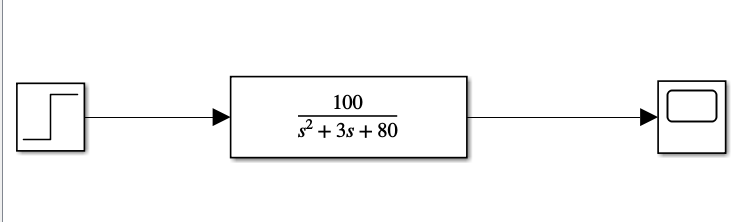 100
s² + 3s + 80